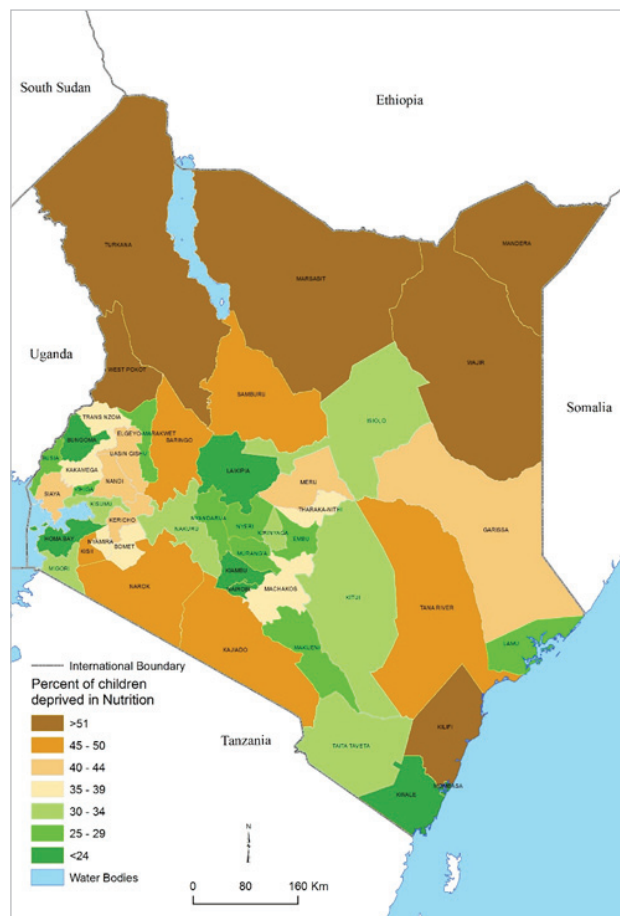 South Sudan
Ethiopia
TURKANA
MARSABIT
MANDERA
Uganda
WEST POKOT
WAJIR
SAMBURU
Somalia
TRANS NZOIA
ELGEYO-MARAKWET
BARINGO
ISIOLO
BUNGOMA
UASIN GISHU
BUSIA
KAKAMEGA
LAIKIPIA
NANDI
MERU
SIAYA
VIHIGA
KISUMU
THARAKA-NITHI
GARISSA
KERICHO
NYANDARUA
NYERI
KIRINYAGA
HOMA BAY
NYAMIRA
NAKURU
EMBU
KISII
BOMET
MURANGA
MIGORI
KIAMBU
NAIROBI
MACHAKOS
NAROK
KITUI
TANA RIVER
KAJIADO
LAMU
MAKUENI
International Boundary
Percent of children
deprived in Nutrition
>51
KILIFI
45 - 50
Tanzania
TAITA TAVETA
40 - 44
35 - 39
MOMBASA
30 - 34
KWALE
25 - 29
<24
N
Water Bodies
0 80 160 Km